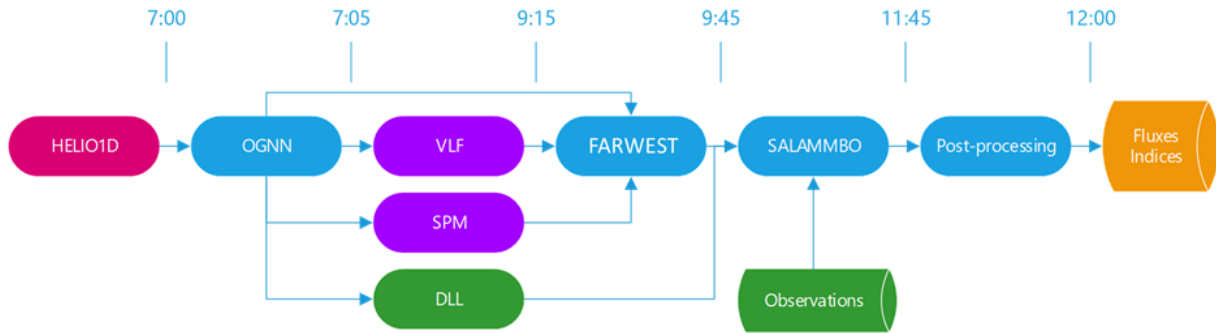 7:00
7:05
9:15
9:45
11:45
12:00
HELIO1D
OGNN
VLF
FARWEST
SALAMMBO
Post-processing
Fluxes
Indices
SPM
DLL
Observations